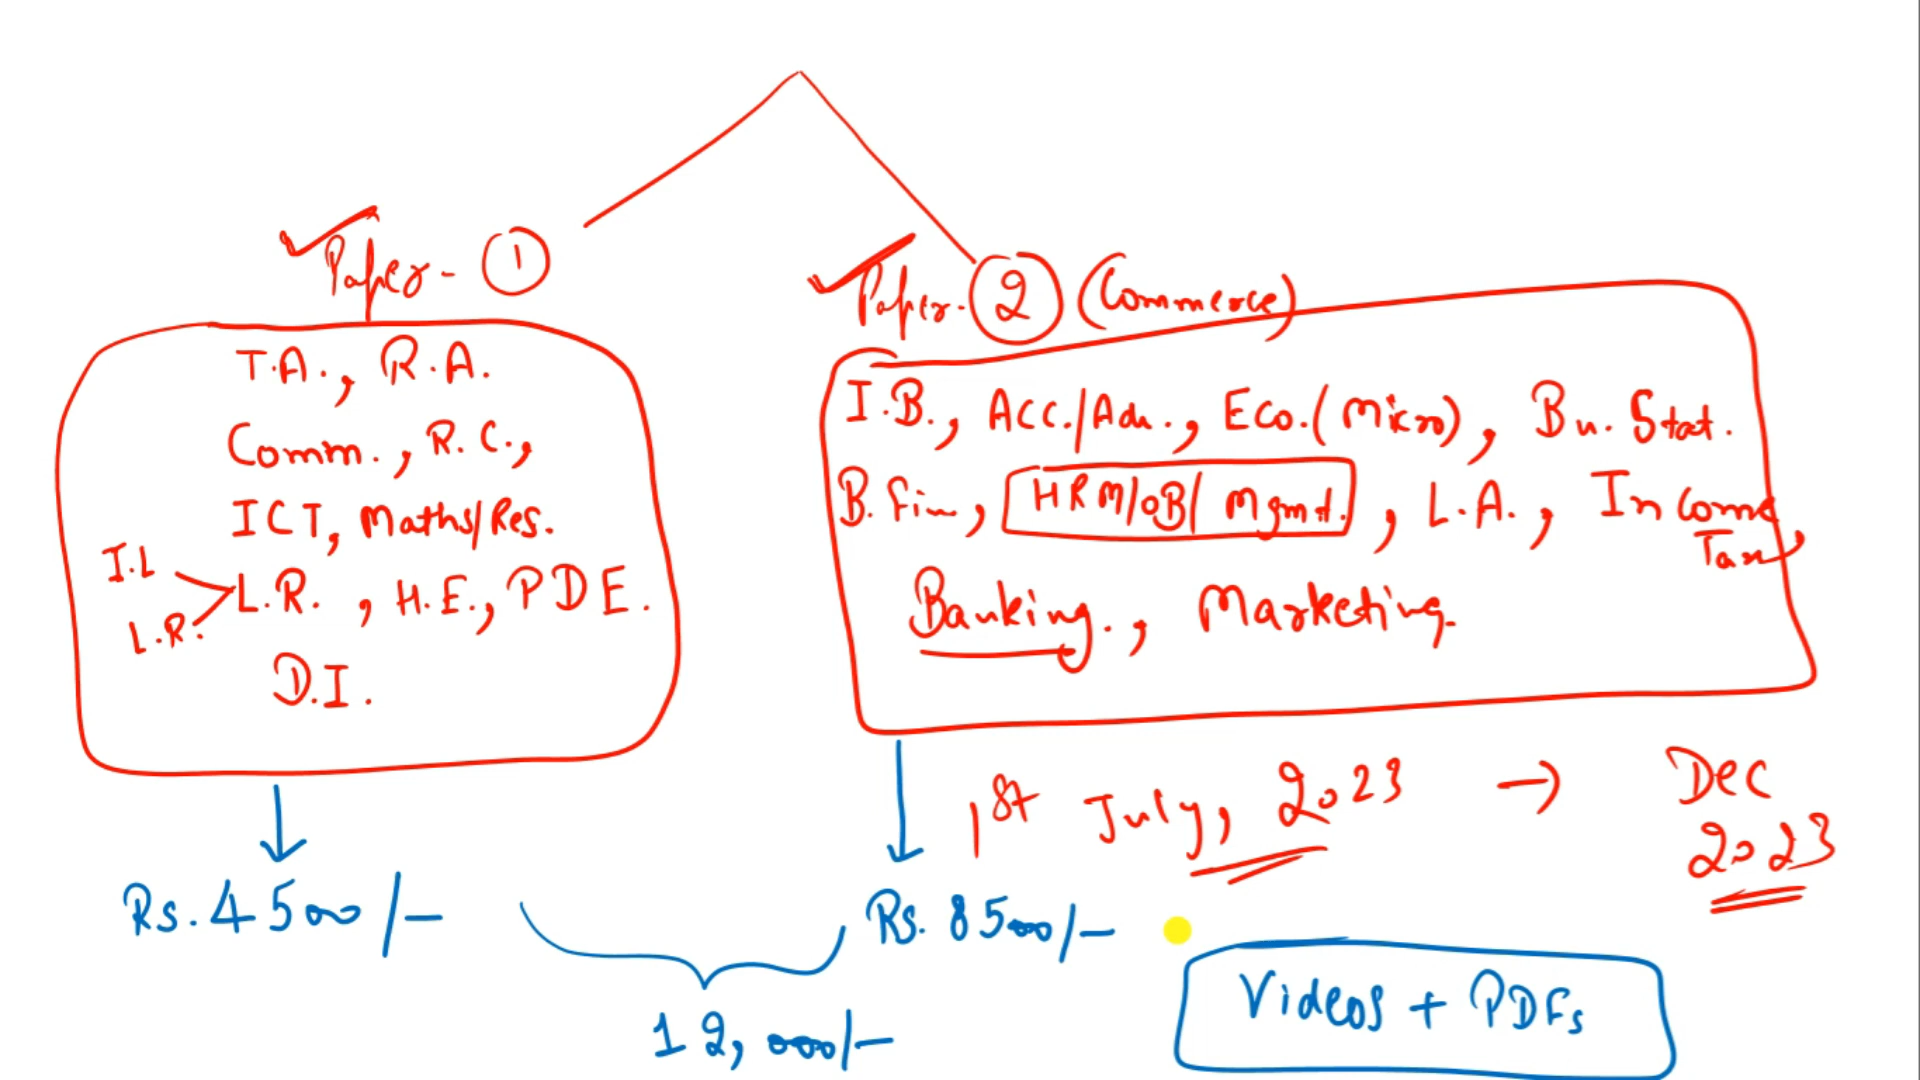 Paper- 1
T.A., R.A.
Comm., R.C.,
ICT, Maths/Res.
I.L
L.R.
L.R. , H.E., PDE.
D.I.
Rs. 4500/-
Paper- 2 (Commerce)
I.B., Acc./Adu., Eco.(Micro), Bu. Stat.
B. Fin, HRM/OB/ Mgmt. , L.A., Income Tax,
Banking., Marketing.
1st July, 2023 → Dec 2023
Rs. 8500/-
12,000/-
Videos + PDFs